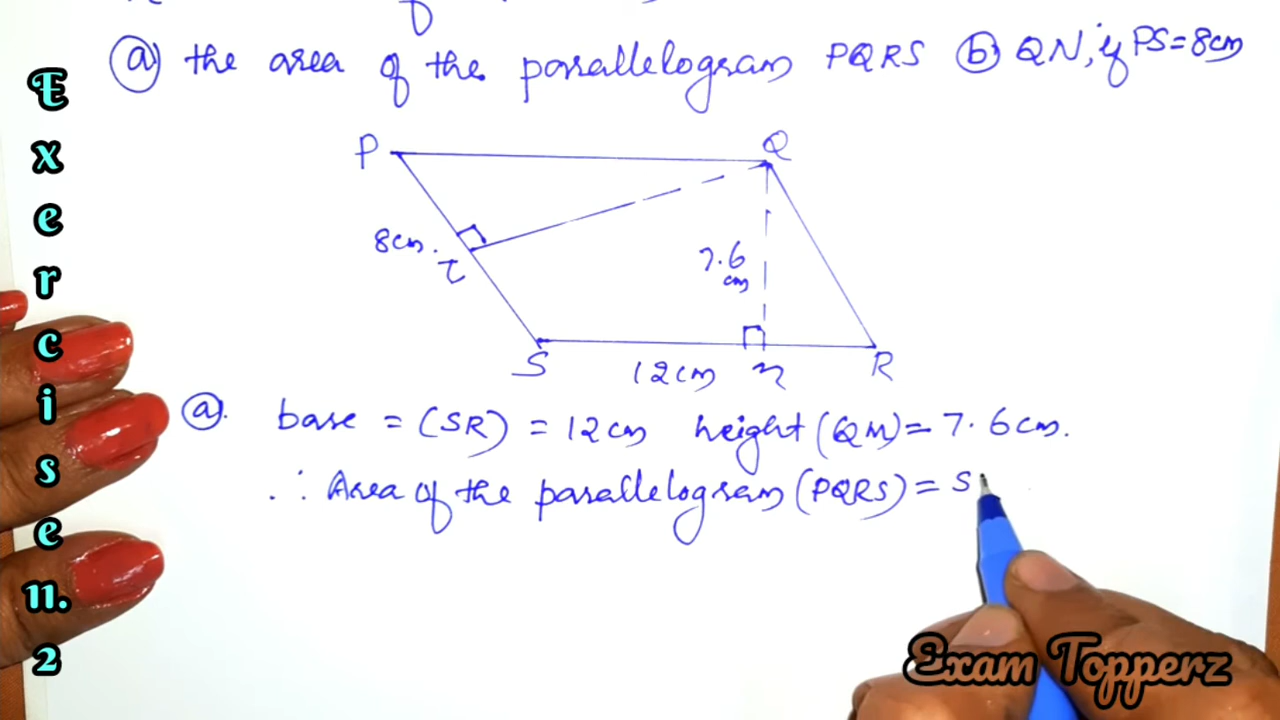 of
ⓐ the area of the parallelogram PQRS ⓑ QN, if PS=8cm
P
Q
8cm.
7.6
cm
S
12cm
R
ⓐ. base = (SR) = 12cm height (QM) = 7.6cm.
∴ Area of the parallelogram (PQRS) = S
Exercise 11.2
Exam Topperz